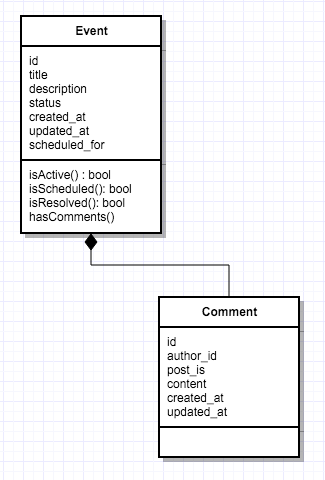 Event
id
title
description
status
created_at
updated_at
scheduled_for
isActive() : bool
isScheduled(): bool
isResolved(): bool
hasComments()
Comment
id
author_id
post_is
content
created_at
updated_at